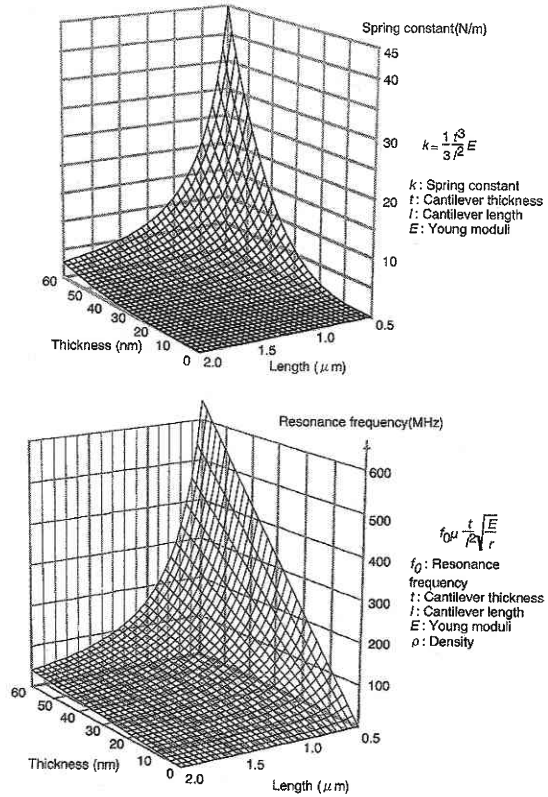 Spring constant(N/m)
45
40
30
20
10
0.5
1.0
1.5
2.0
60
50
40
30
20
10
0
Thickness (nm)
Length ( μ m)
k = 1/3 t³/l² E
k : Spring constant
t : Cantilever thickness
l : Cantilever length
E : Young moduli
Resonance frequency(MHz)
600
500
400
300
200
100
0.5
1.0
1.5
2.0
60
50
40
30
20
10
0
Thickness (nm)
Length ( μ m)
f₀μ t/l² √E/r
f₀ : Resonance
frequency
t : Cantilever thickness
l : Cantilever length
E : Young moduli
ρ : Density